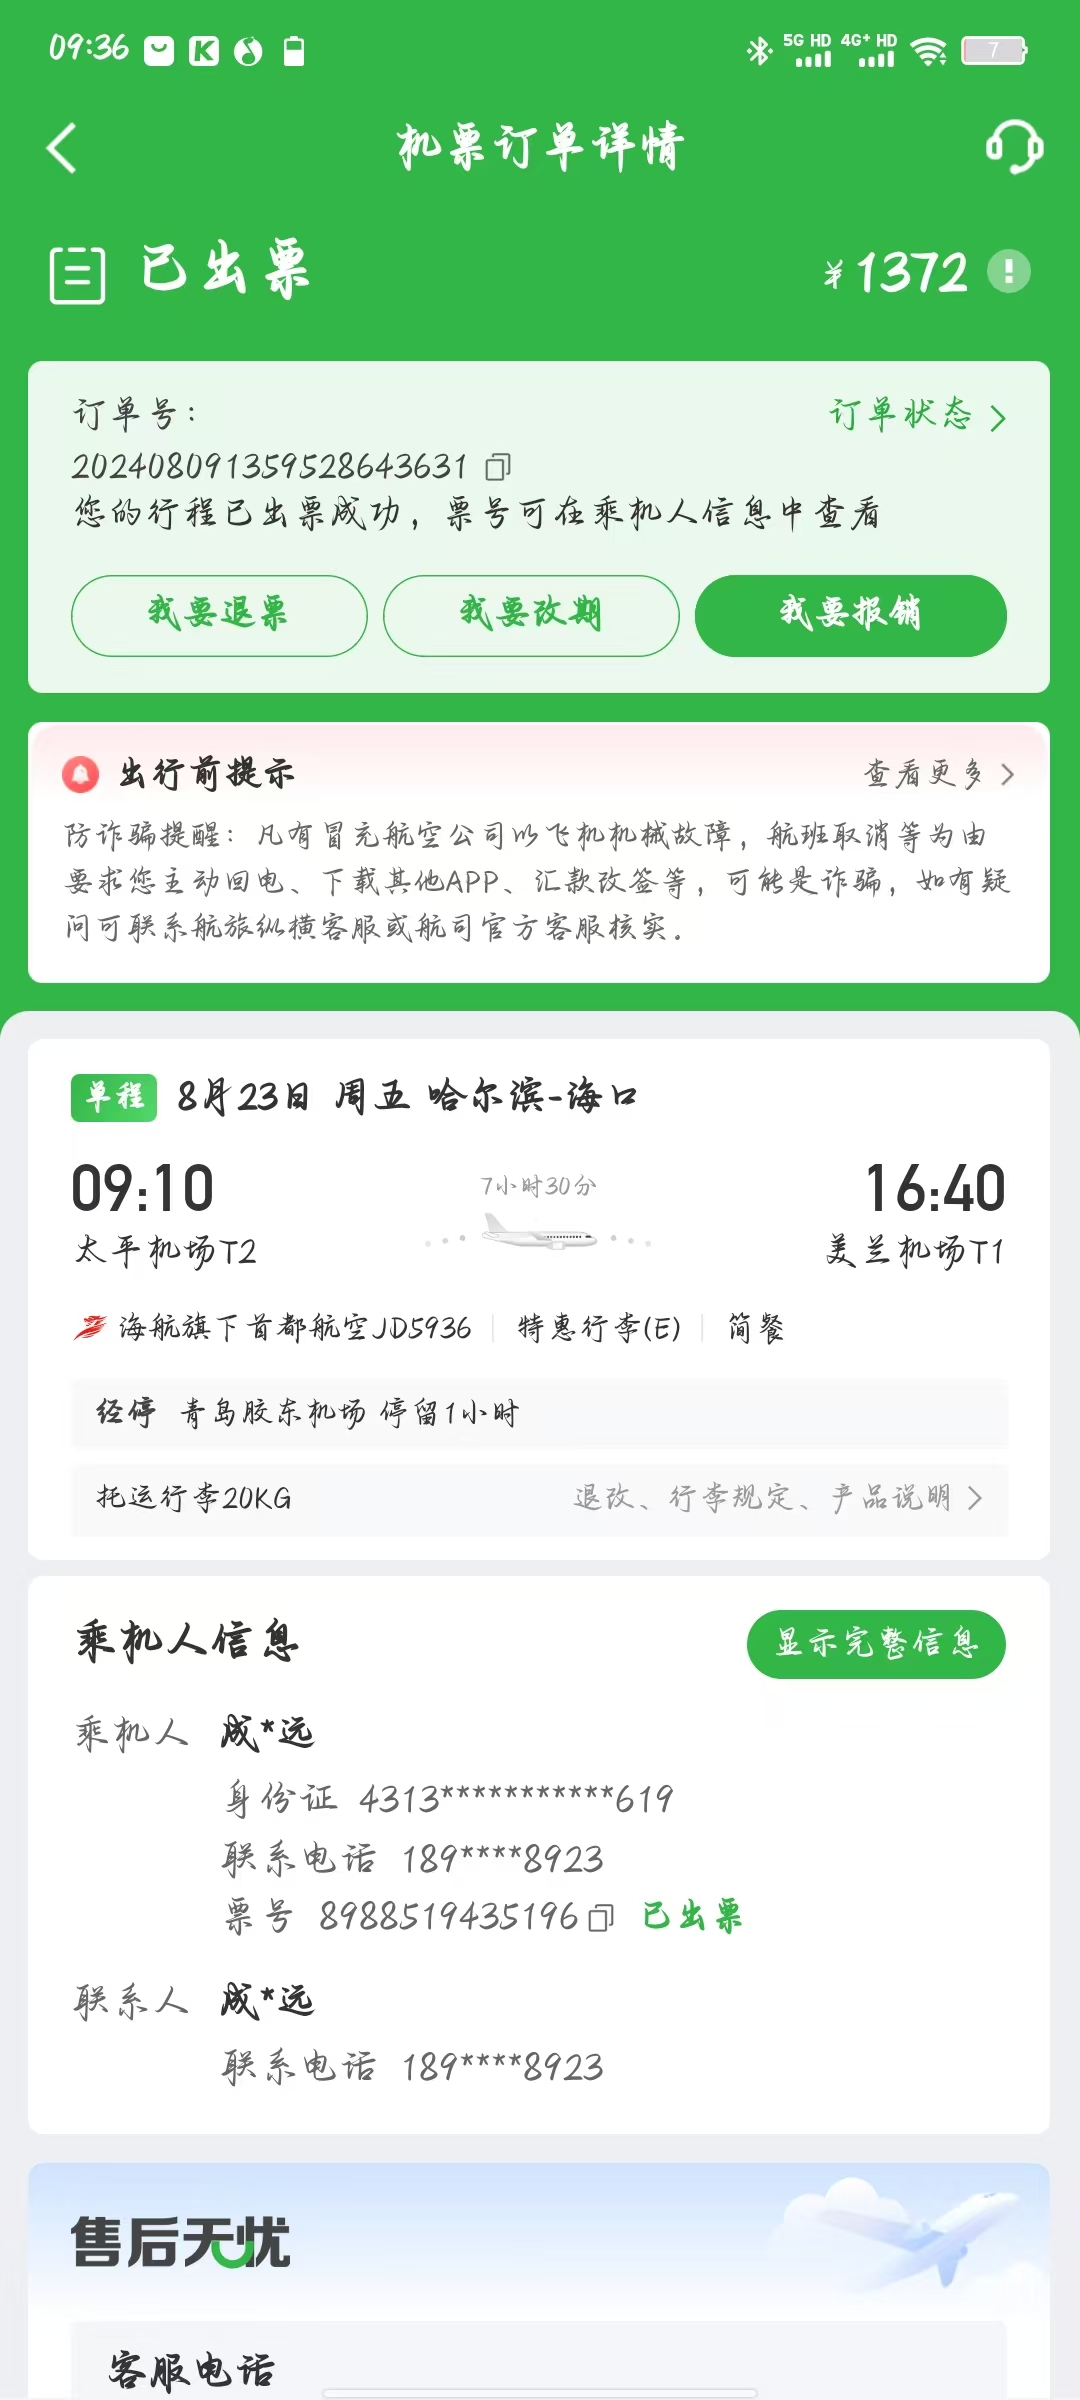 09:36
5G HD 4G+ HD
7
机票订单详情
已出票
¥1372
订单号：
订单状态
202408091359528643631
您的行程已出票成功，票号可在乘机人信息中查看
我要退票 我要改期 我要报销
出行前提示
查看更多
防诈骗提醒：凡有冒充航空公司以飞机机械故障，航班取消等为由
要求您主动回电、下载其他APP、汇款改签等，可能是诈骗，如有疑
问可联系航旅纵横客服或航司官方客服核实。
单程 8月23日 周五 哈尔滨-海口
09:10
7小时30分
16:40
太平机场T2
美兰机场T1
海航旗下首都航空JD5936 特惠行李(E) 简餐
经停 青岛胶东机场 停留1小时
托运行李20KG
退改、行李规定、产品说明
乘机人信息
显示完整信息
乘机人 成*远
身份证 4313***********619
联系电话 189****8923
票号 8988519435196 已出票
联系人 成*远
联系电话 189****8923
售后无忧
客服电话